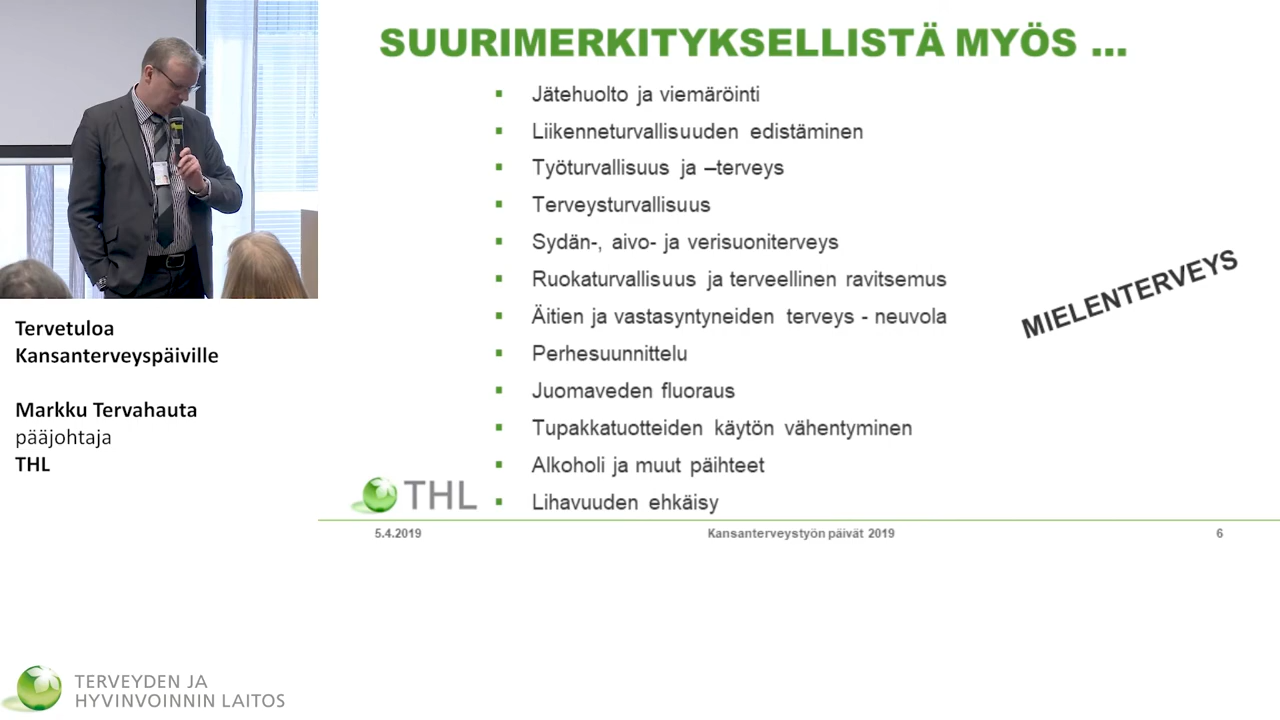 SUURIMERKITYKSELLISTÄ MYÖS ...
Jätehuolto ja viemäröinti
Liikenneturvallisuuden edistäminen
Työturvallisuus ja –terveys
Terveysturvallisuus
Sydän-, aivo- ja verisuoniterveys
Ruokaturvallisuus ja terveellinen ravitsemus
Äitien ja vastasyntyneiden terveys - neuvola
Perhesuunnittelu
Juomaveden fluoraus
Tupakkatuotteiden käytön vähentyminen
Alkoholi ja muut päihteet
Lihavuuden ehkäisy
MIELENTERVEYS
THL
5.4.2019
Kansanterveystyön päivät 2019
6
Tervetuloa
Kansanterveyspäiville
Markku Tervahauta
pääjohtaja
THL
TERVEYDEN JA
HYVINVOINNIN LAITOS